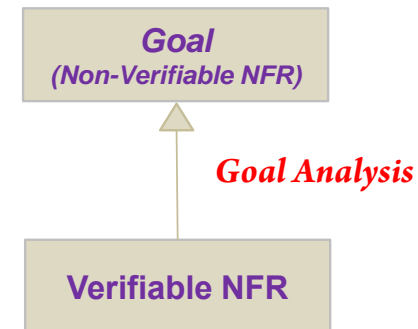 Goal
(Non-Verifiable NFR)
Goal Analysis
Verifiable NFR